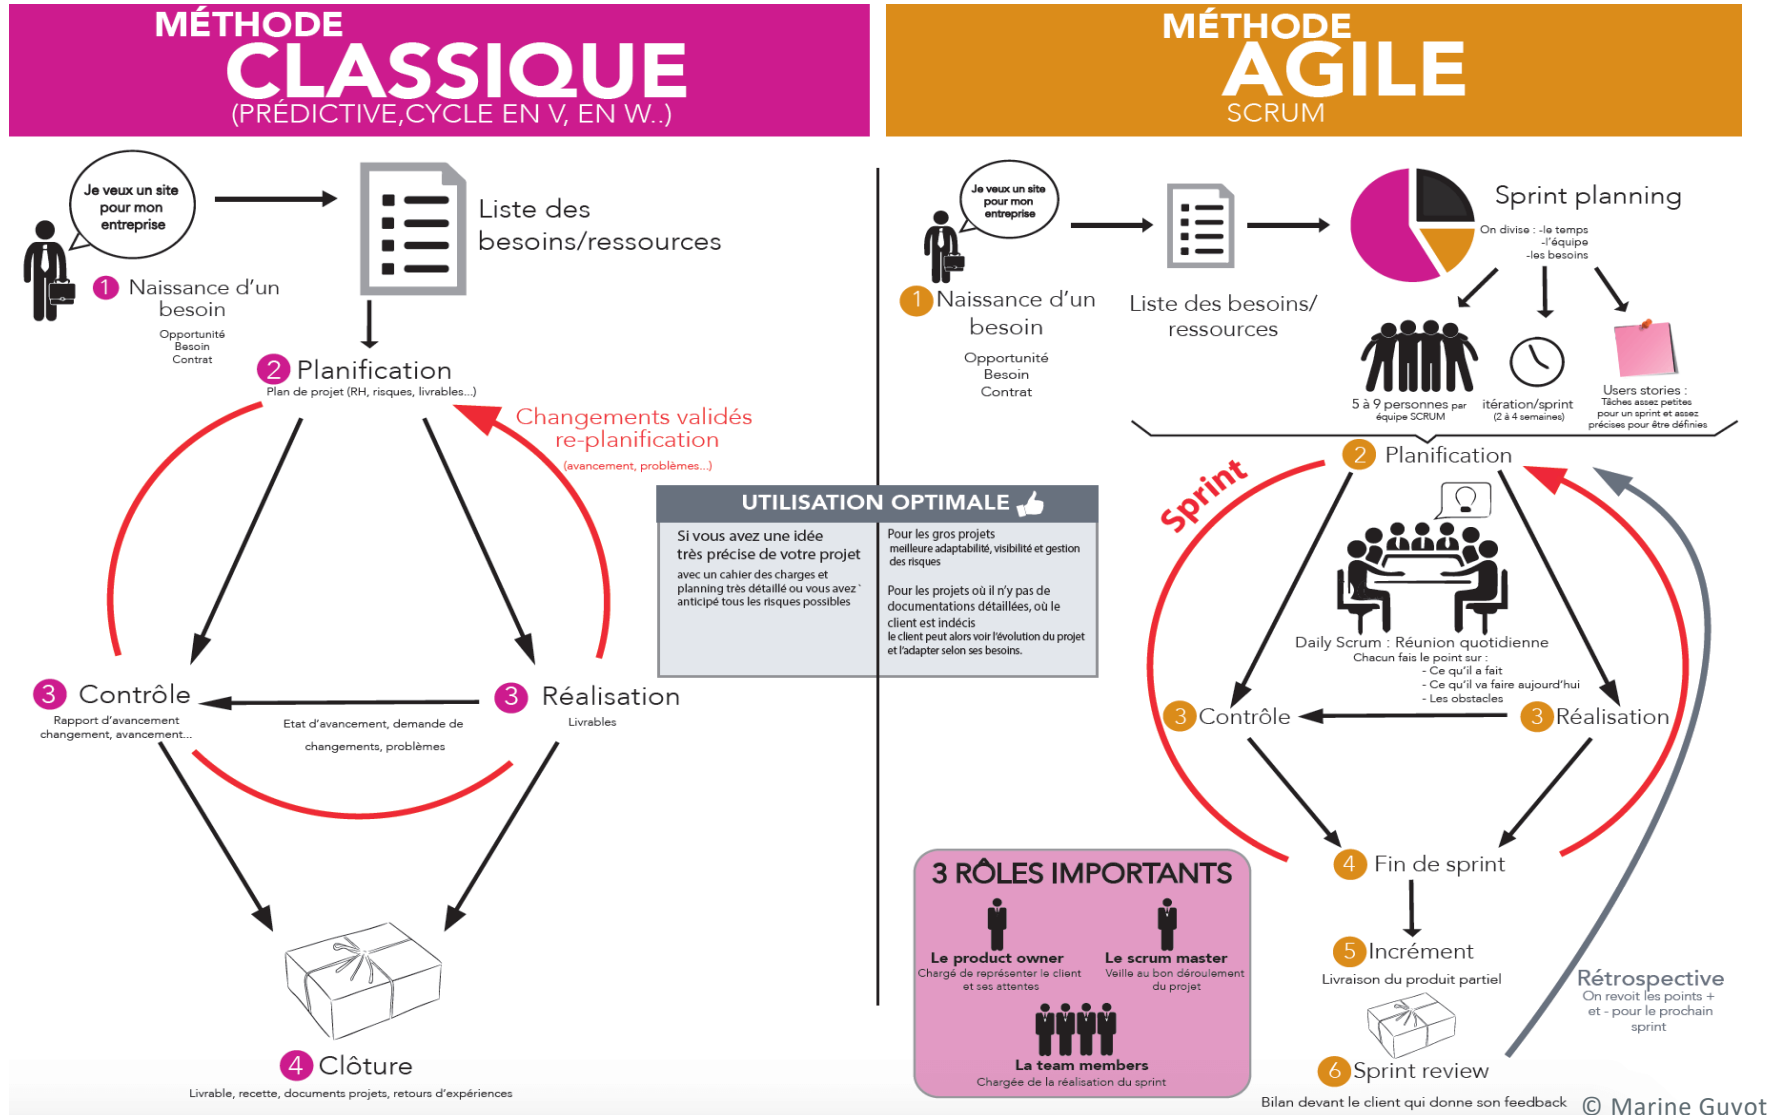 MÉTHODE
CLASSIQUE
(PRÉDICTIVE,CYCLE EN V, EN W..)
Je veux un site
pour mon
entreprise
Liste des
besoins/ressources
1 Naissance d'un
besoin
Opportunité
Besoin
Contrat
2 Planification
Plan de projet (RH, risques, livrables...)
Changements validés
re-planification
(avancement, problèmes...)
3 Contrôle
Rapport d'avancement
changement, avancement...
Etat d'avancement, demande de
changements, problèmes
3 Réalisation
Livrables
4 Clôture
Livrable, recette, documents projets, retours d'expériences
UTILISATION OPTIMALE
Si vous avez une idée
très précise de votre projet
avec un cahier des charges et
planning très détaillé ou vous avez`
anticipé tous les risques possibles
Pour les gros projets
meilleure adaptabilité, visibilité et gestion
des risques
Pour les projets où il n'y pas de
documentations détaillées, où le
client est indécis
le client peut alors voir l'évolution du projet
et l'adapter selon ses besoins.
MÉTHODE
AGILE
SCRUM
Je veux un site
pour mon
entreprise
1 Naissance d'un
besoin
Opportunité
Besoin
Contrat
Liste des besoins/
ressources
Sprint planning
On divise : -le temps
-l'équipe
-les besoins
5 à 9 personnes par
équipe SCRUM
itération/sprint
(2 à 4 semaines)
Users stories :
Tâches assez petites
pour un sprint et assez
précises pour être définies
2 Planification
Sprint
Daily Scrum : Réunion quotidienne
Chacun fais le point sur :
- Ce qu'il a fait
- Ce qu'il va faire aujourd'hui
- Les obstacles
3 Contrôle
3 Réalisation
4 Fin de sprint
5 Incrément
Livraison du produit partiel
6 Sprint review
Bilan devant le client qui donne son feedback
Rétrospective
On revoit les points +
et - pour le prochain
sprint
3 RÔLES IMPORTANTS
Le product owner
Chargé de représenter le client
et ses attentes
Le scrum master
Veille au bon déroulement
du projet
La team members
Chargée de la réalisation du sprint
© Marine Guyot